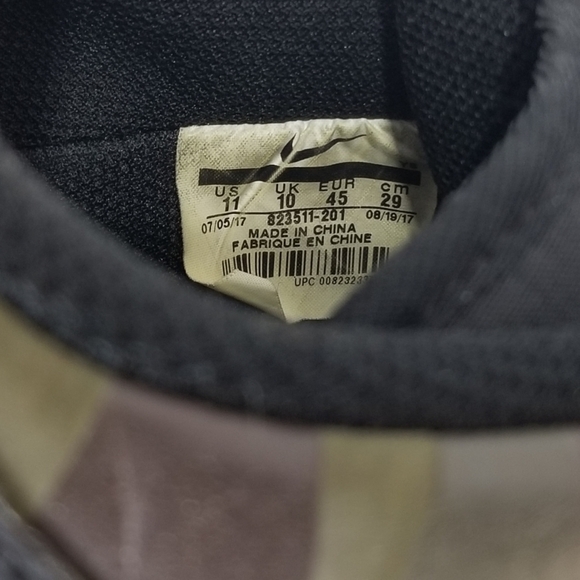 US UK EUR cm
11 10 45 29
07/05/17 823511-201 08/19/17
MADE IN CHINA
FABRIQUE EN CHINE
UPC